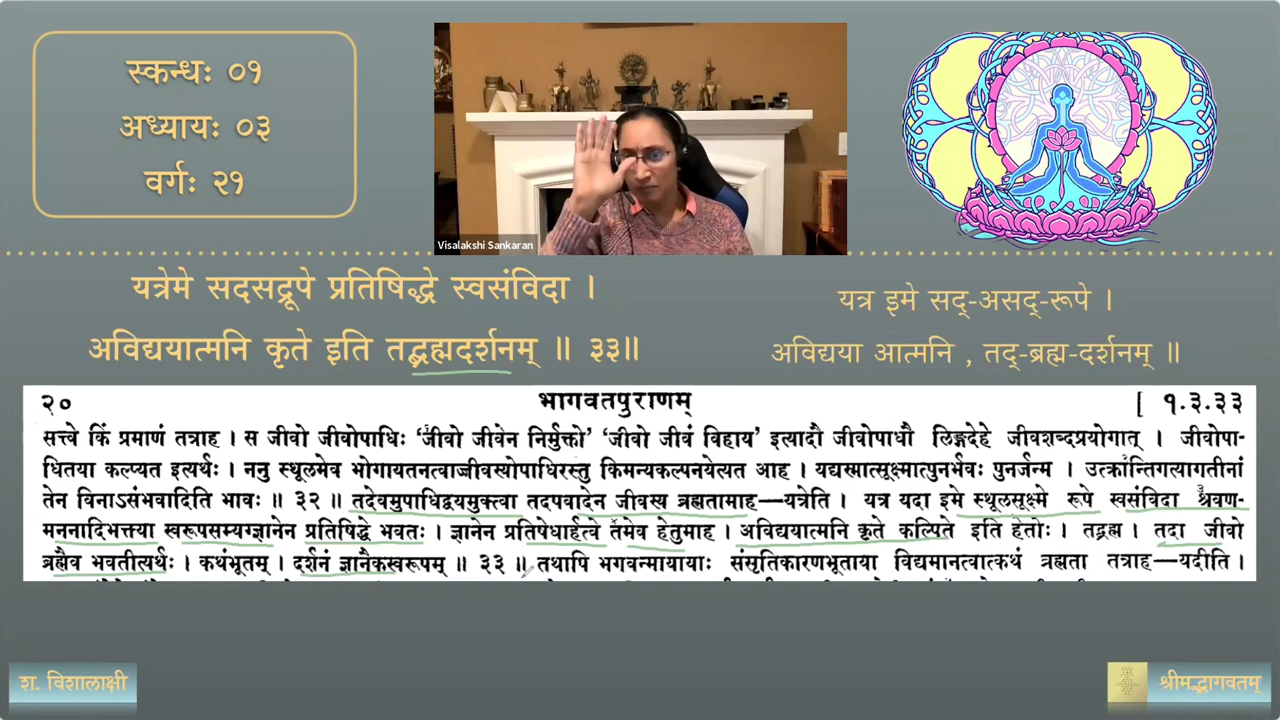 स्कन्धः ०१
अध्यायः ०३
वर्गः २१
Visalakshi Sankaran
यत्रेमे सदसद्रूपे प्रतिषिद्धे स्वसंविदा ।
अविद्ययात्मनि कृते इति तद्ब्रह्मदर्शनम् ॥ ३३॥
यत्र इमे सद्-असद्-रूपे ।
अविद्यया आत्मनि , तद्-ब्रह्म-दर्शनम् ॥
२० भागवतपुराणम् [ १.३.३३
सत्त्वे किं प्रमाणं तत्राह । स जीवो जीवोपाधिः ‘जीवो जीवेन निर्मुक्तो’ ‘जीवो जीवं विहाय’ इत्यादौ जीवोपाधौ लिङ्गदेहे जीवशब्दप्रयोगात् । जीवोपा-
धितया कल्प्यत इत्यर्थः । ननु स्थूलमेव भोगायतनत्वाज्जीवस्योपाधिरस्तु किमन्यकल्पनयेत्यत आह । यद्यस्मात्सूक्ष्मात्पुनर्भवः पुनर्जन्म । उत्क्रान्तिगत्यागतीनां
तेन विनाऽसंभवादिति भावः ॥ ३२ ॥ तदेवमुपाधिद्वयमुक्त्वा तदपवादेन जीवस्य ब्रह्मतामाह—यत्रेति । यत्र यदा इमे स्थूलसूक्ष्मे रूपे स्वसंविदा श्रवण-
मननादिभक्त्या स्वरूपसम्यग्ज्ञानेन प्रतिषिद्धे भवतः । ज्ञानेन प्रतिषेधार्हत्वे तमेव हेतुमाह । अविद्ययात्मनि कृते कल्पिते इति हेतोः । तद्ब्रह्म । तदा जीवो
ब्रह्मैव भवतीत्यर्थः । कथंभूतम् । दर्शनं ज्ञानैकस्वरूपम् ॥ ३३ ॥ तथापि भगवन्मायायाः संसृतिकारणभूताया विद्यमानत्वात्कथं ब्रह्मता तत्राह—यदीति ।
श. विशालाक्षी
श्रीमद्भागवतम्